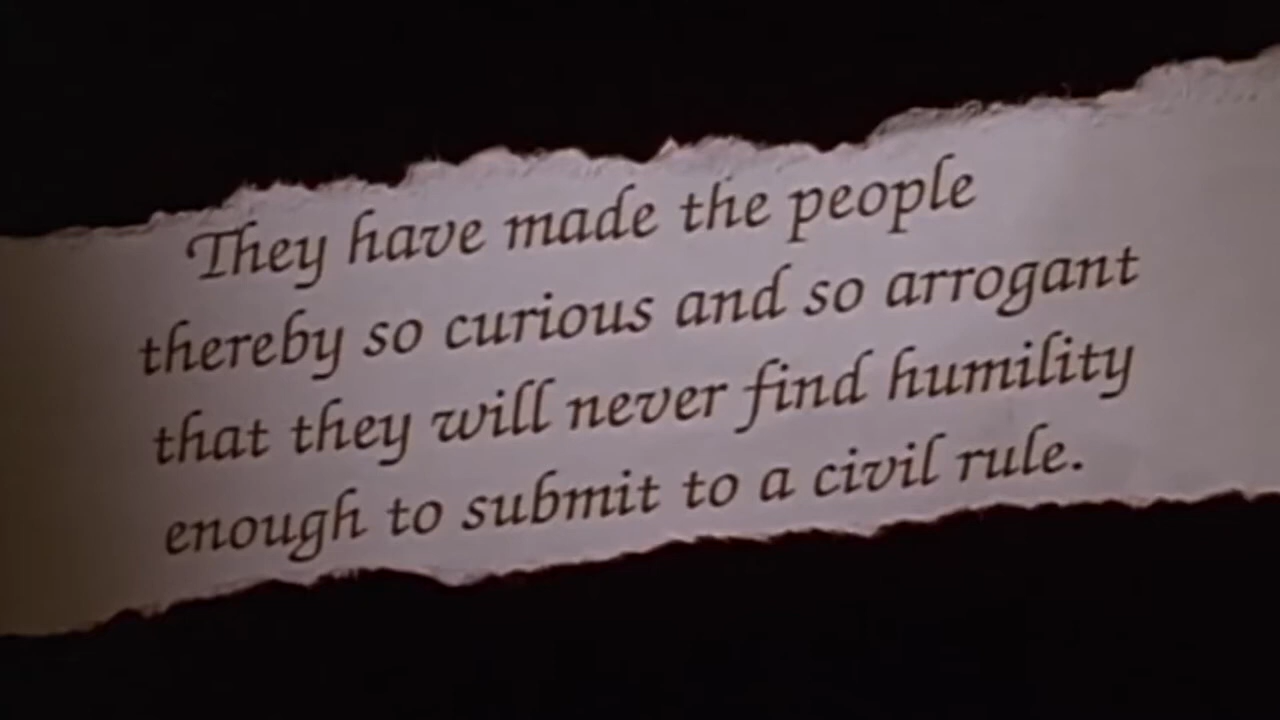 They have made the people
thereby so curious and so arrogant
that they will never find humility
enough to submit to a civil rule.